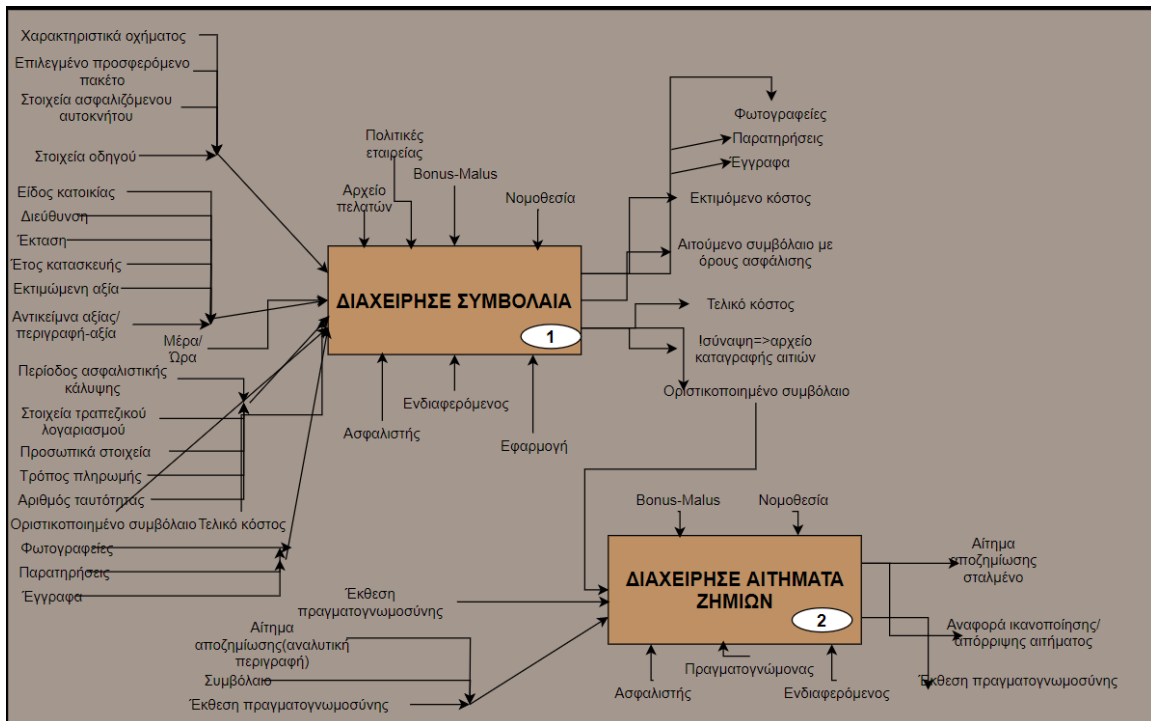 Χαρακτηριστικά οχήματος
Επιλεγμένο προσφερόμενο
πακέτο
Στοιχεία ασφαλιζόμενου
αυτοκνήτου
Στοιχεία οδηγού
Είδος κατοικίας
Διεύθυνση
Έκταση
Έτος κατασκευής
Εκτιμώμενη αξία
Αντικείμνα αξίας/
περιγραφή-αξία
Μέρα/
Ώρα
Περίοδος ασφαλιστικής
κάλυψης
Στοιχεία τραπεζικού
λογαριασμού
Προσωπικά στοιχεία
Τρόπος πληρωμής
Αριθμός ταυτότητας
Οριστικοποιημένο συμβόλαιο
Τελικό κόστος
Φωτογραφείες
Παρατηρήσεις
Έγγραφα
Αρχείο
πελατών
Πολιτικές
εταιρείας
Bonus-Malus
Νομοθεσία
ΔΙΑΧΕΙΡΗΣΕ ΣΥΜΒΟΛΑΙΑ
1
Ασφαλιστής
Ενδιαφερόμενος
Εφαρμογή
Φωτογραφείες
Παρατηρήσεις
Έγγραφα
Εκτιμόμενο κόστος
Αιτούμενο συμβόλαιο με
όρους ασφάλισης
Τελικό κόστος
!σύναψη=>αρχείο
καταγραφής αιτιών
Οριστικοποιημένο συμβόλαιο
Bonus-Malus
Νομοθεσία
Έκθεση
πραγματογνωμοσύνης
Αίτημα
αποζημίωσης(αναλυτική
περιγραφή)
Συμβόλαιο
Έκθεση πραγματογνωμοσύνης
ΔΙΑΧΕΙΡΗΣΕ ΑΙΤΗΜΑΤΑ
ΖΗΜΙΩΝ
2
Ασφαλιστής
Πραγματογνώμονας
Ενδιαφερόμενος
Αίτημα
αποζημίωσης
σταλμένο
Αναφορά ικανοποίησης/
απόρριψης αιτήματος
Έκθεση πραγματογνωμοσύνης